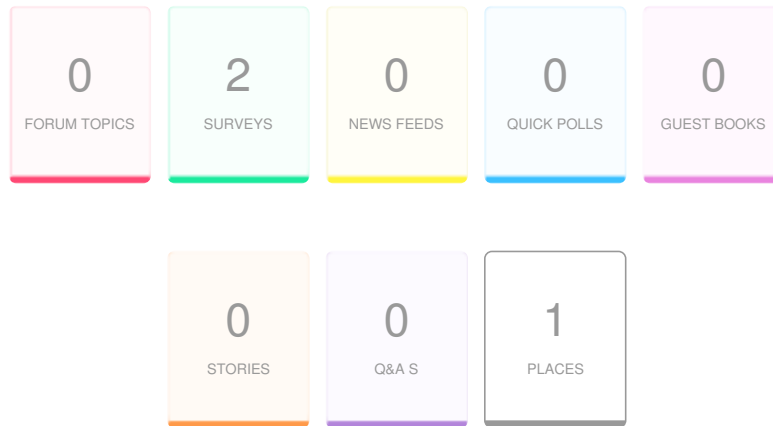 0
FORUM TOPICS
2
SURVEYS
0
NEWS FEEDS
0
QUICK POLLS
0
GUEST BOOKS
0
STORIES
0
Q&A S
1
PLACES